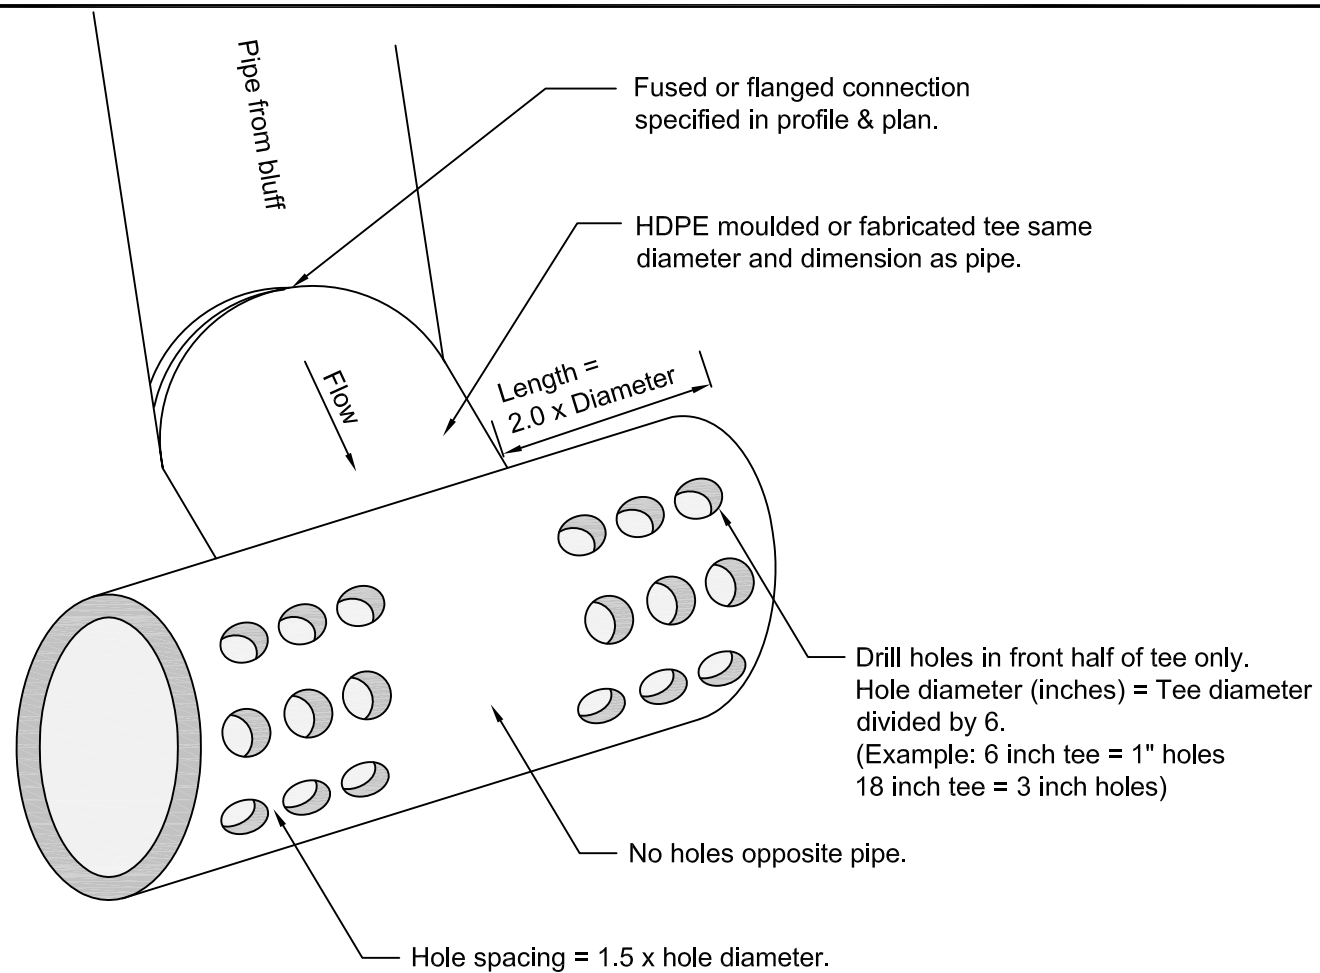 Pipe from bluff
Fused or flanged connection
specified in profile & plan.
HDPE moulded or fabricated tee same
diameter and dimension as pipe.
Length =
2.0 x Diameter
Flow
Drill holes in front half of tee only.
Hole diameter (inches) = Tee diameter
divided by 6.
(Example: 6 inch tee = 1" holes
18 inch tee = 3 inch holes)
No holes opposite pipe.
Hole spacing = 1.5 x hole diameter.